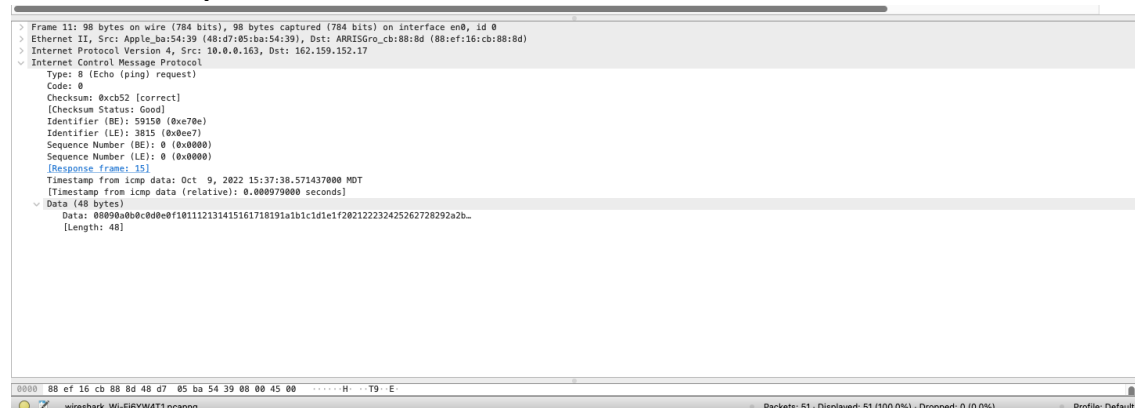 > Frame 11: 98 bytes on wire (784 bits), 98 bytes captured (784 bits) on interface en0, id 0
> Ethernet II, Src: Apple_ba:54:39 (48:d7:05:ba:54:39), Dst: ARRISGro_cb:88:8d (88:ef:16:cb:88:8d)
> Internet Protocol Version 4, Src: 10.0.0.163, Dst: 162.159.152.17
Internet Control Message Protocol
Type: 8 (Echo (ping) request)
Code: 0
Checksum: 0xcb52 [correct]
[Checksum Status: Good]
Identifier (BE): 59150 (0xe70e)
Identifier (LE): 3815 (0x0ee7)
Sequence Number (BE): 0 (0x0000)
Sequence Number (LE): 0 (0x0000)
[Response frame: 15]
Timestamp from icmp data: Oct 9, 2022 15:37:38.571437000 MDT
[Timestamp from icmp data (relative): 0.000979000 seconds]
Data (48 bytes)
Data: 08090a0b0c0d0e0f101112131415161718191a1b1c1d1e1f202122232425262728292a2b…
[Length: 48]
0000 88 ef 16 cb 88 8d 48 d7 05 ba 54 39 08 00 45 00 ······H· ··T9··E·
wireshark_Wi-Fi6YW4T1.pcapng Packets: 51 · Displayed: 51 (100.0%) · Dropped: 0 (0.0%) Profile: Default